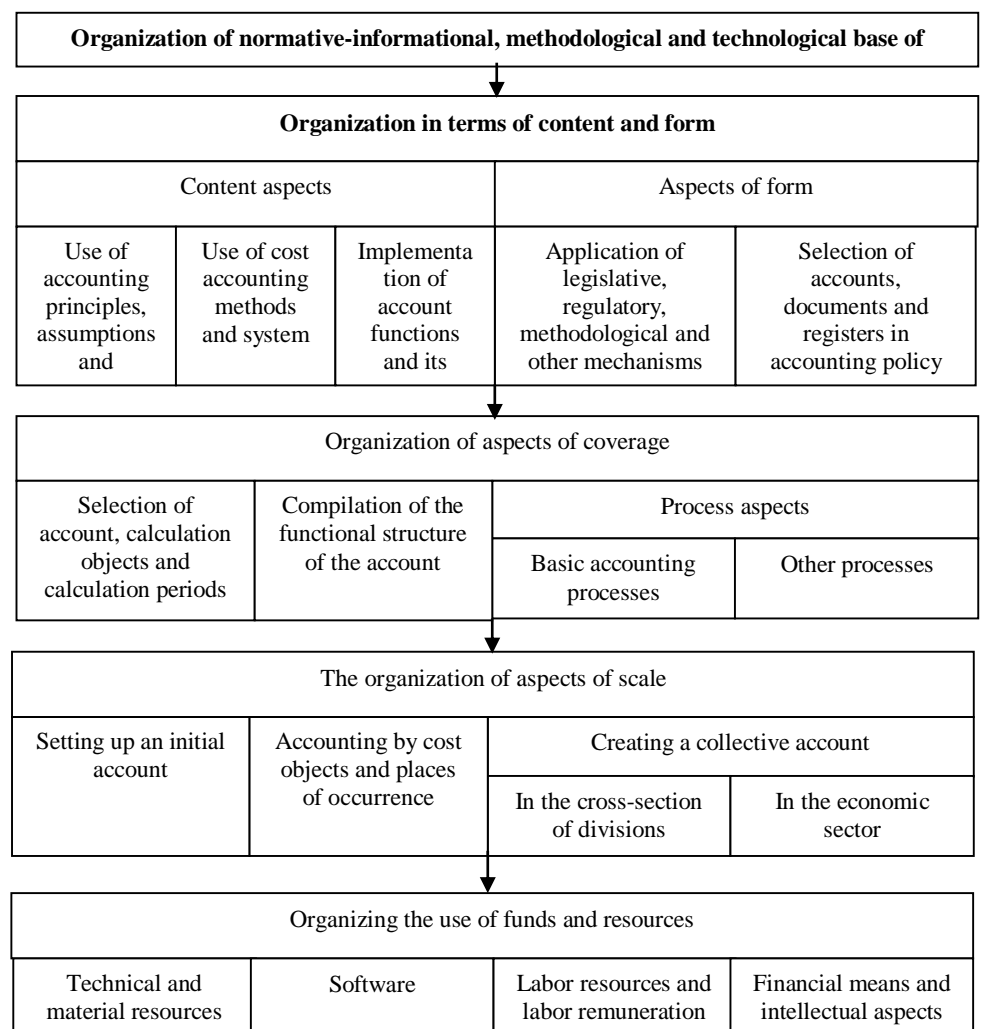 Organization of normative-informational, methodological and technological base of
Organization in terms of content and form
Content aspects
Aspects of form
Use of
accounting
principles,
assumptions and
Use of cost
accounting
methods
and system
Implementa
tion of
account
functions
and its
Application of
legislative,
regulatory,
methodological and
other mechanisms
Selection of
accounts,
documents and
registers in
accounting policy
Organization of aspects of coverage
Selection of
account, calculation
objects and
calculation periods
Compilation of the
functional structure
of the account
Process aspects
Basic accounting
processes
Other processes
The organization of aspects of scale
Setting up an initial
account
Accounting by cost
objects and places
of occurrence
Creating a collective account
In the cross-section
of divisions
In the economic
sector
Organizing the use of funds and resources
Technical and
material resources
Software
Labor resources and
labor remuneration
Financial means and
intellectual aspects